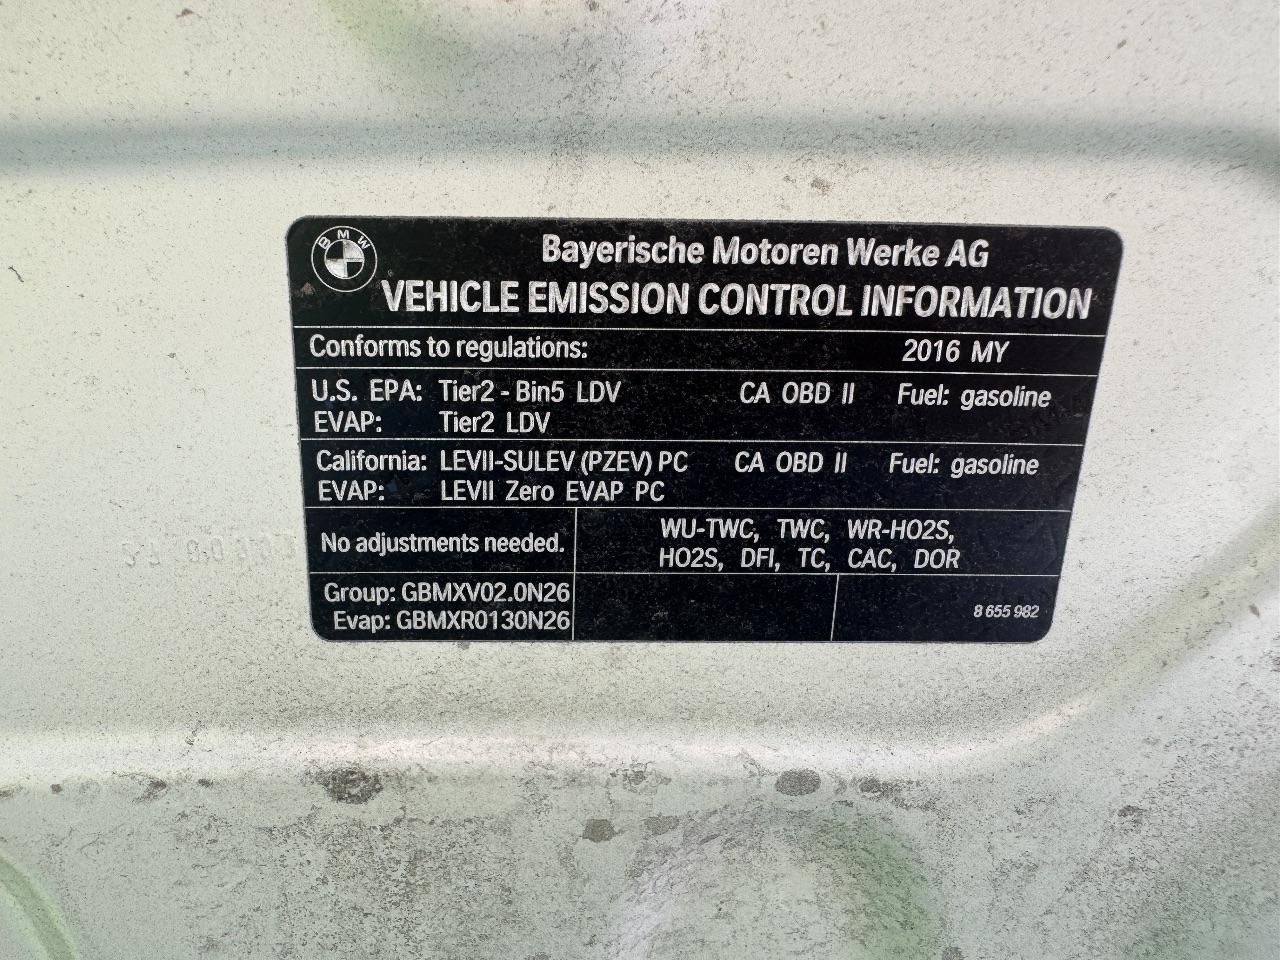 BMW
Bayerische Motoren Werke AG
VEHICLE EMISSION CONTROL INFORMATION
Conforms to regulations: 2016 MY
U.S. EPA: Tier2 - Bin5 LDV CA OBD II Fuel: gasoline
EVAP: Tier2 LDV
California: LEVII-SULEV (PZEV) PC CA OBD II Fuel: gasoline
EVAP: LEVII Zero EVAP PC
No adjustments needed.
WU-TWC, TWC, WR-HO2S,
HO2S, DFI, TC, CAC, DOR
Group: GBMXV02.0N26
Evap: GBMXR0130N26
8 655 982